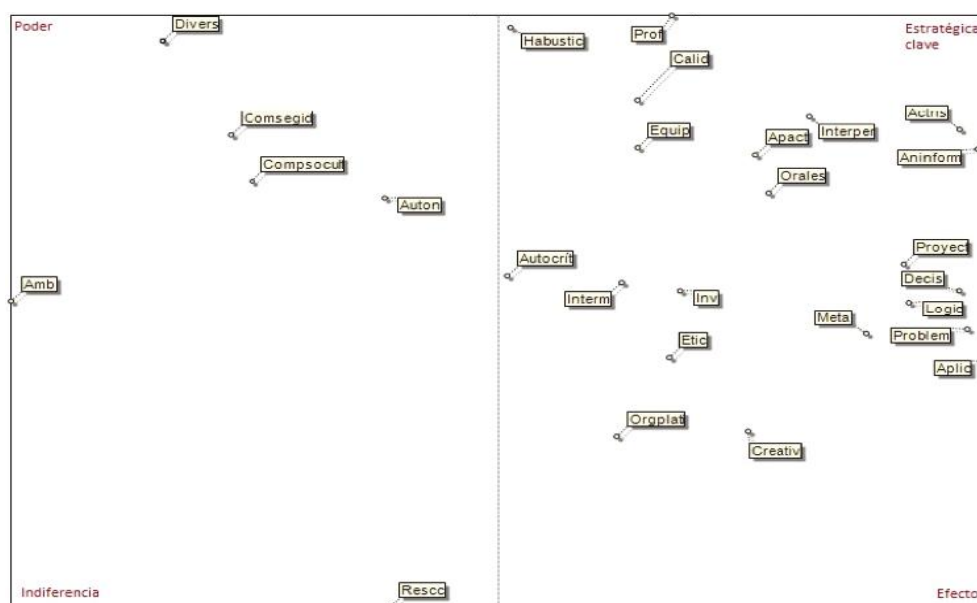 Poder
Divers
Habustic
Prof
Estratégica
clave
Calid
Comsegid
Equip
Apact
Interper
Actris
Aninform
Compsocult
Orales
Auton
Autocrít
Proyect
Amb
Interm
Inv
Decis
Logic
Meta
Problem
Etic
Aplic
Orgplat
Creativ
Indiferencia
Rescc
Efecto